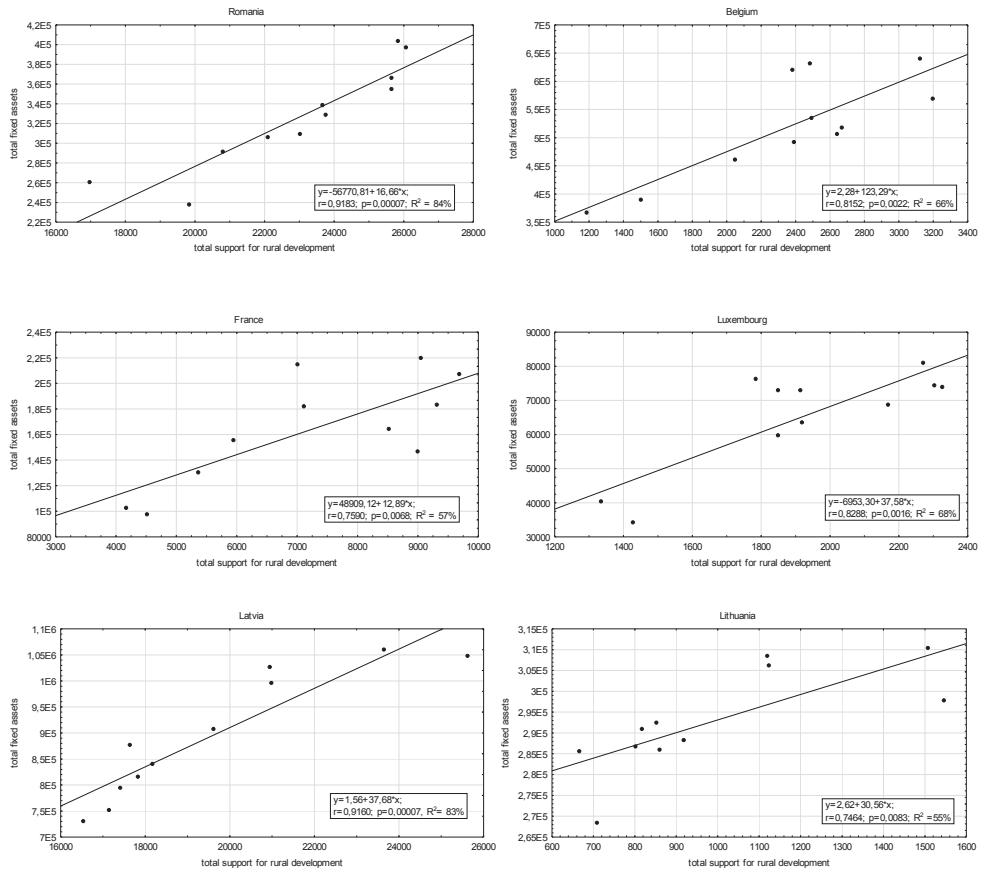 Romania
4,2E5
4E5
3,8E5
3,6E5
3,4E5
3,2E5
3E5
2,8E5
2,6E5
2,4E5
2,2E5
total fixed assets
y=-56770,81+16,66*x;
r=0,9183; p=0,00007; R² = 84%
16000 18000 20000 22000 24000 26000 28000
total support for rural development
Belgium
7E5
6,5E5
6E5
5,5E5
5E5
4,5E5
4E5
3,5E5
total fixed assets
y=2,28+123,29*x;
r=0,8152; p=0,0022; R² = 66%
1000 1200 1400 1600 1800 2000 2200 2400 2600 2800 3000 3200 3400
total support for rural development
France
2,4E5
2,2E5
2E5
1,8E5
1,6E5
1,4E5
1,2E5
1E5
80000
total fixed assets
y=48909,12+12,89*x;
r=0,7590; p=0,0068; R² = 57%
3000 4000 5000 6000 7000 8000 9000 10000
total support for rural development
Luxembourg
90000
80000
70000
60000
50000
40000
30000
total fixed assets
y=-6953,30+37,58*x;
r=0,8288; p=0,0016; R² = 68%
1200 1400 1600 1800 2000 2200 2400
total support for rural development
Latvia
1,1E6
1,05E6
1E6
9,5E5
9E5
8,5E5
8E5
7,5E5
7E5
total fixed assets
y=1,56+37,68*x;
r=0,9160; p=0,00007, R²= 83%
16000 18000 20000 22000 24000 26000
total support for rural development
Lithuania
3,15E5
3,1E5
3,05E5
3E5
2,95E5
2,9E5
2,85E5
2,8E5
2,75E5
2,7E5
2,65E5
total fixed assets
y=2,62+30,56*x;
r=0,7464; p=0,0083; R²=55%
600 700 800 900 1000 1100 1200 1300 1400 1500 1600
total support for rural development